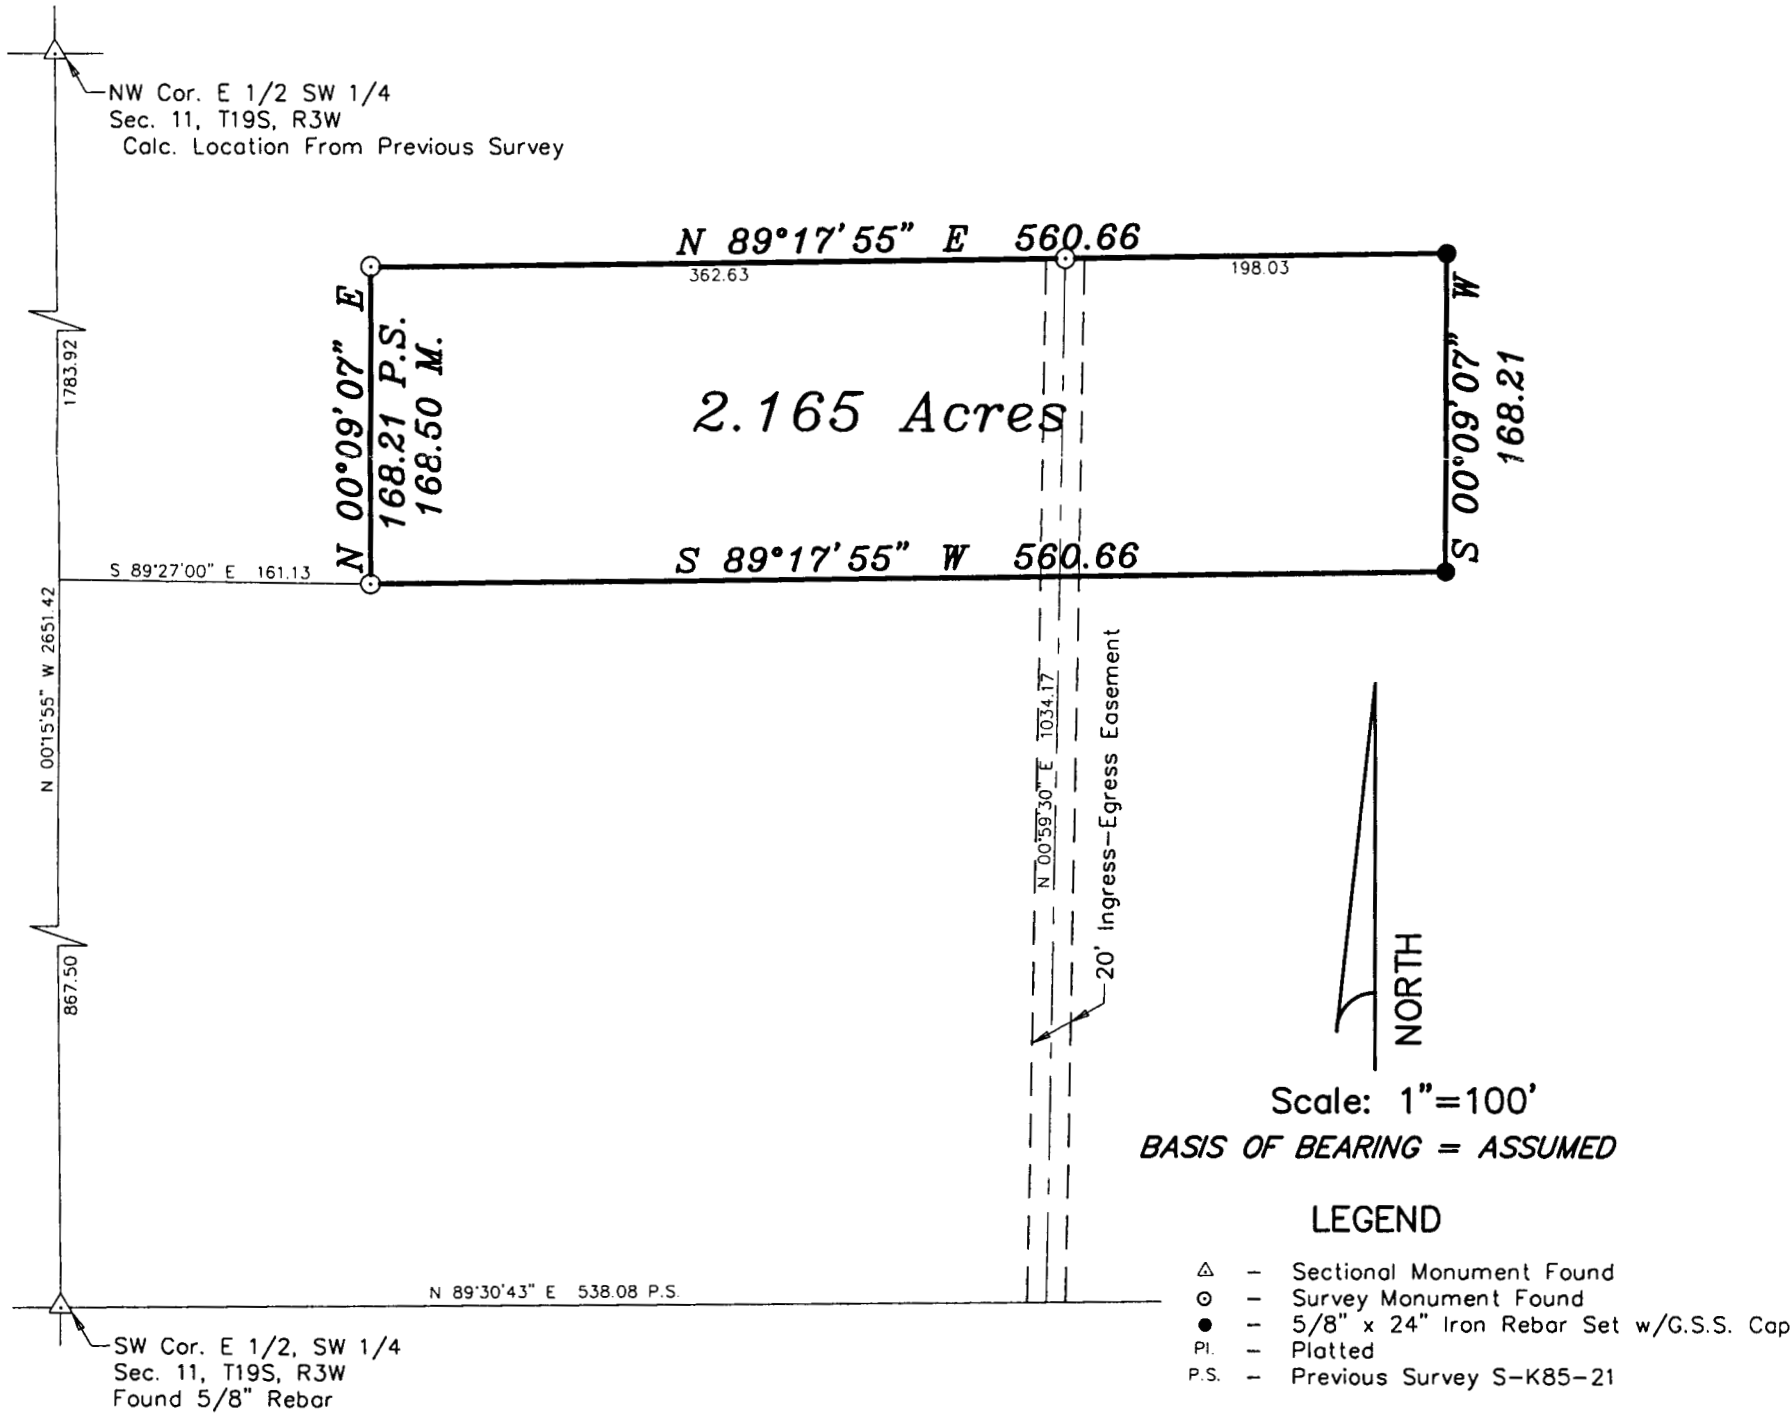 NW Cor. E 1/2 SW 1/4
Sec. 11, T19S, R3W
Calc. Location From Previous Survey
N 89°17'55" E 560.66
362.63
198.03
N 00°09'07" E
168.21 P.S.
168.50 M.
2.165 Acres
S 00°09'07" W
168.21
1783.92
S 89°27'00" E 161.13
S 89°17'55" W 560.66
N 00°15'55" W 2651.42
N 00°59'30" E 1034.17
20' Ingress-Egress Easement
867.50
NORTH
Scale: 1"=100'
BASIS OF BEARING = ASSUMED
LEGEND
– Sectional Monument Found
– Survey Monument Found
– 5/8" x 24" Iron Rebar Set w/G.S.S. Cap
Pl. – Platted
P.S. – Previous Survey S-K85-21
N 89°30'43" E 538.08 P.S.
SW Cor. E 1/2, SW 1/4
Sec. 11, T19S, R3W
Found 5/8" Rebar